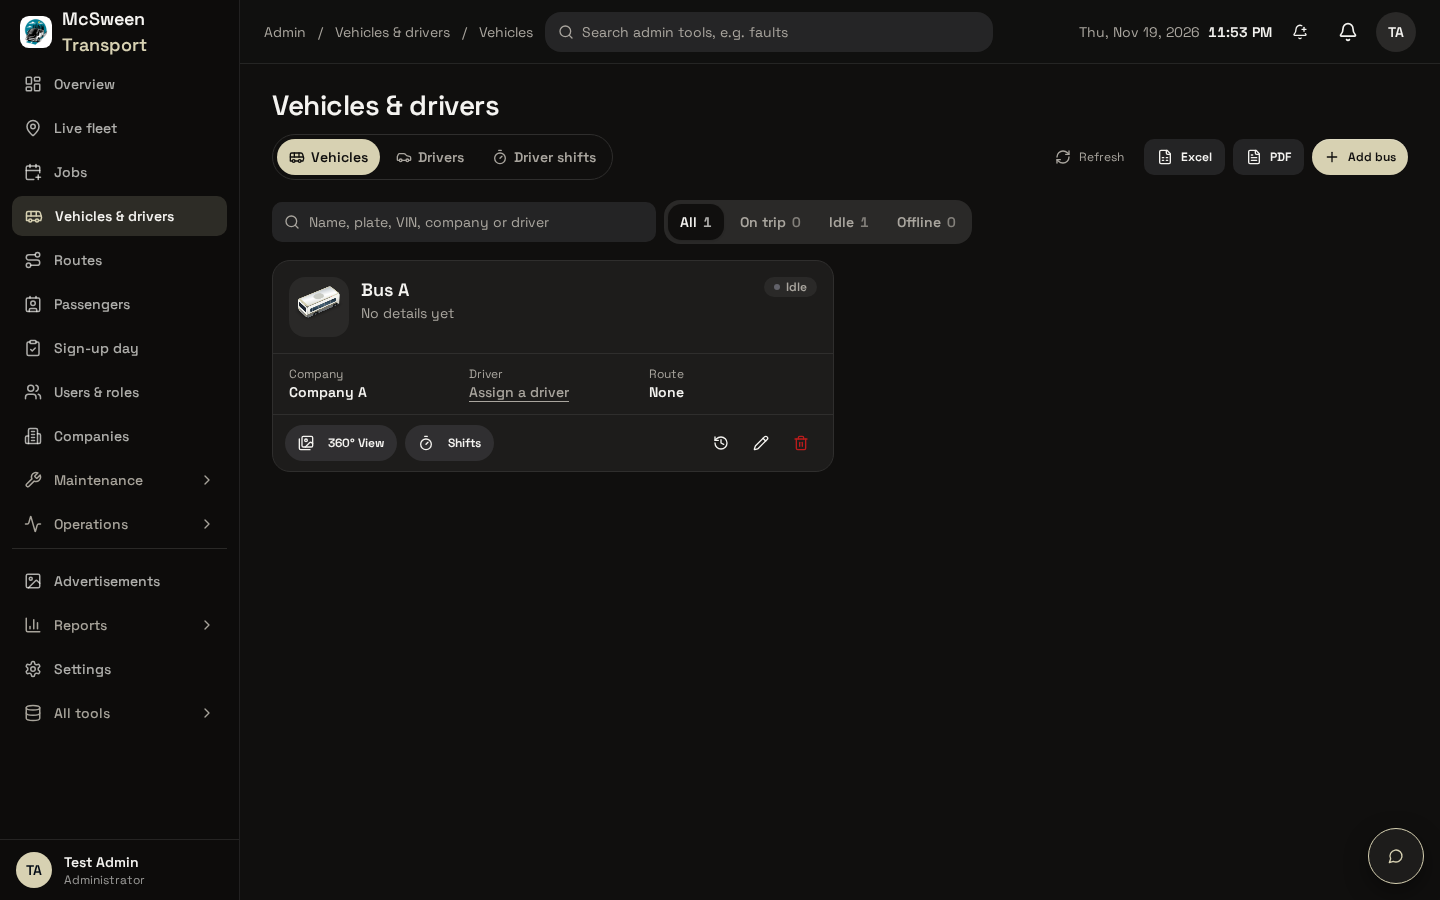 McSween
Transport
Admin / Vehicles & drivers / Vehicles
Search admin tools, e.g. faults
Thu, Nov 19, 2026 11:53 PM
TA
Overview
Live fleet
Jobs
Vehicles & drivers
Routes
Passengers
Sign-up day
Users & roles
Companies
Maintenance
Operations
Advertisements
Reports
Settings
All tools
TA
Test Admin
Administrator
Vehicles & drivers
Vehicles
Drivers
Driver shifts
Refresh
Excel
PDF
Add bus
Name, plate, VIN, company or driver
All 1
On trip 0
Idle 1
Offline 0
Bus A
No details yet
Idle
Company
Company A
Driver
Assign a driver
Route
None
360° View
Shifts